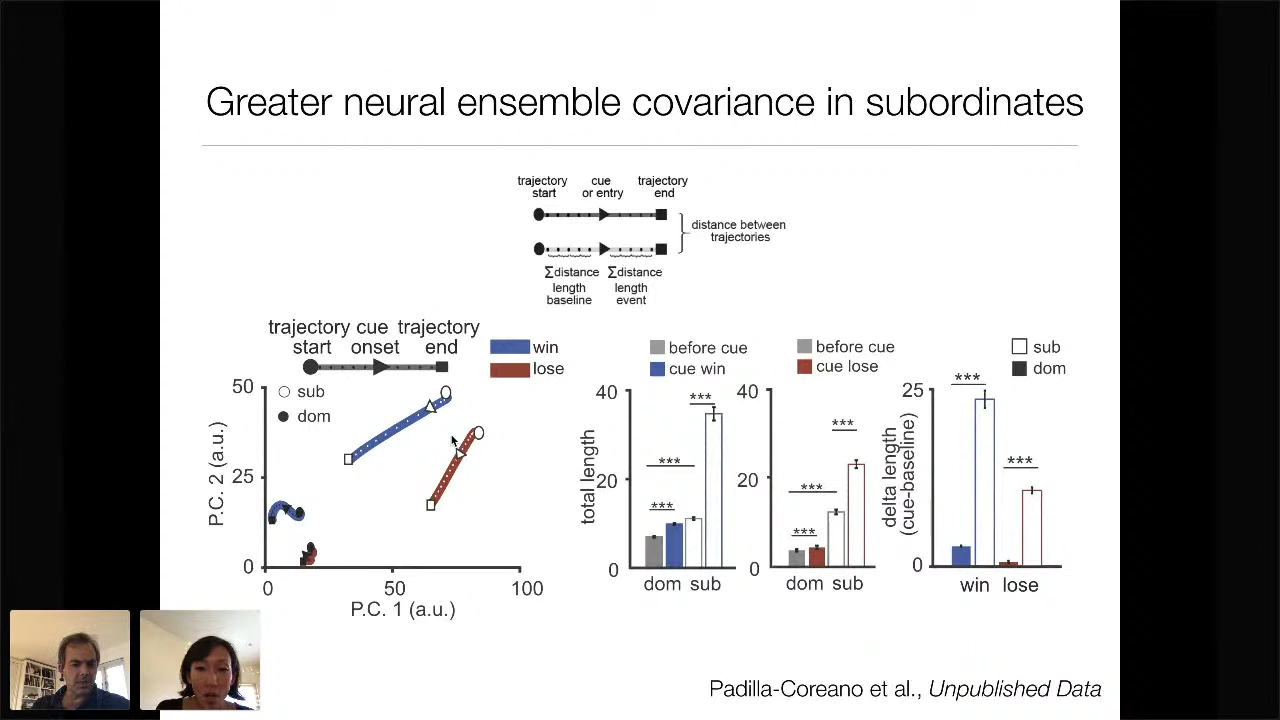 Greater neural ensemble covariance in subordinates
trajectory start
cue or entry
trajectory end
distance between trajectories
Σdistance length baseline
Σdistance length event
trajectory start
cue onset
trajectory end
win
lose
sub
dom
50
25
0
P.C. 2 (a.u.)
0
50
100
P.C. 1 (a.u.)
before cue
cue win
total length
40
20
0
***
***
***
dom sub
before cue
cue lose
40
20
0
***
***
***
dom sub
sub
dom
delta length
(cue-baseline)
25
0
***
***
win lose
Padilla-Coreano et al., Unpublished Data